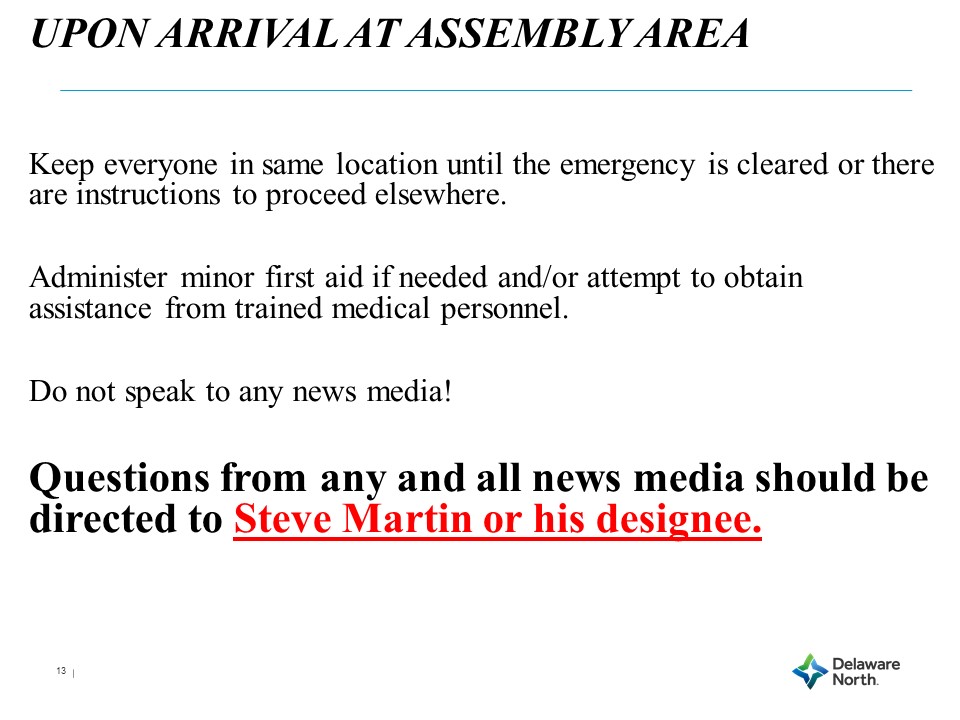 UPON ARRIVAL AT ASSEMBLY AREA
Keep everyone in same location until the emergency is cleared or there
are instructions to proceed elsewhere.
Administer minor first aid if needed and/or attempt to obtain
assistance from trained medical personnel.
Do not speak to any news media!
Questions from any and all news media should be
directed to Steve Martin or his designee.
13 |
Delaware
North.